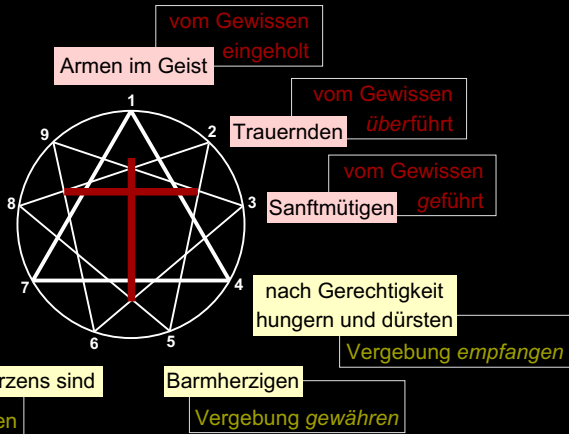 vom Gewissen
eingeholt
Armen im Geist
1
vom Gewissen
überführt
9
2
Trauernden
vom Gewissen
geführt
8
3
Sanftmütigen
7
4
nach Gerechtigkeit
hungern und dürsten
6
5
Vergebung empfangen
rzens sind
Barmherzigen
en
Vergebung gewähren